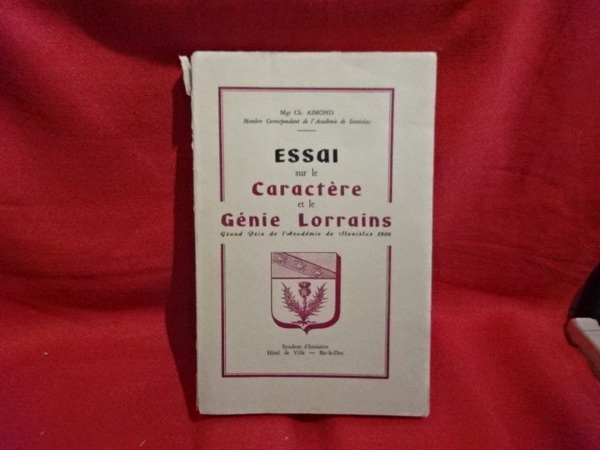 Mgr Ch. AIMOND
Membre Correspondant de l'Académie de Stanislas
ESSAI
sur le
Caractère
et le
Génie Lorrains
Grand Prix de l'Académie de Stanislas 1956
Syndicat d'Initiative
Hôtel de Ville — Bar-le-Duc